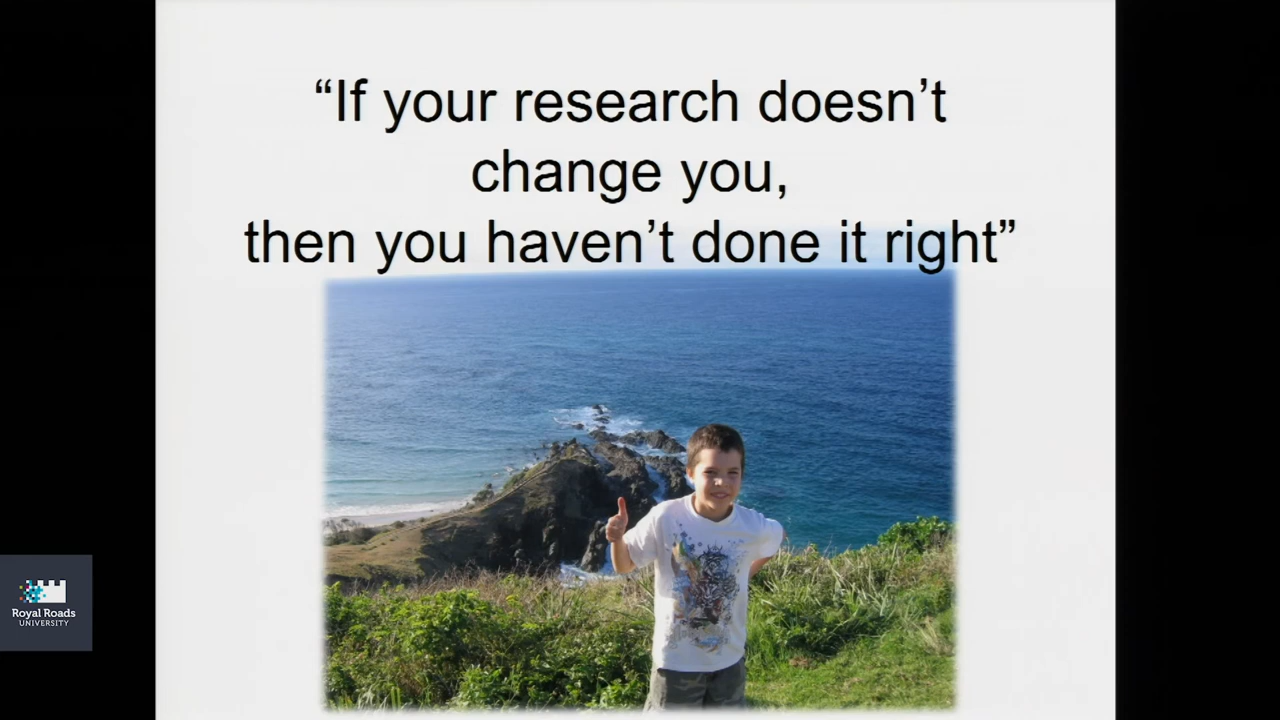 “If your research doesn’t
change you,
then you haven’t done it right”
Royal Roads
UNIVERSITY